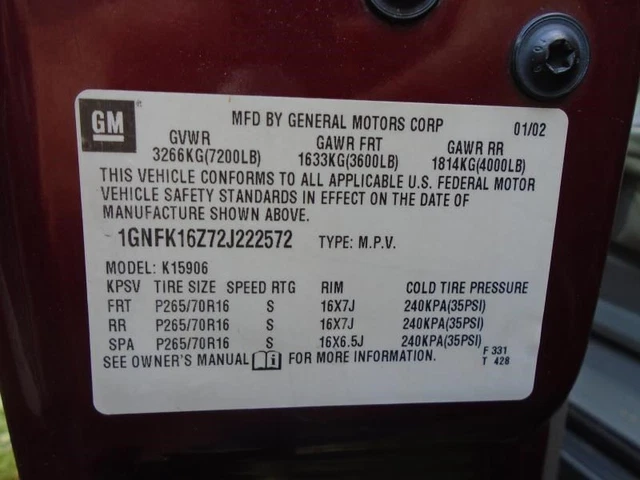 GM
MFD BY GENERAL MOTORS CORP 01/02
GVWR GAWR FRT GAWR RR
3266KG(7200LB) 1633KG(3600LB) 1814KG(4000LB)
THIS VEHICLE CONFORMS TO ALL APPLICABLE U.S. FEDERAL MOTOR
VEHICLE SAFETY STANDARDS IN EFFECT ON THE DATE OF
MANUFACTURE SHOWN ABOVE.
1GNFK16Z72J222572 TYPE: M.P.V.
MODEL: K15906
KPSV TIRE SIZE SPEED RTG RIM COLD TIRE PRESSURE
FRT P265/70R16 S 16X7J 240KPA(35PSI)
RR P265/70R16 S 16X7J 240KPA(35PSI)
SPA P265/70R16 S 16X6.5J 240KPA(35PSI)
SEE OWNER'S MANUAL FOR MORE INFORMATION. F 331
T 428